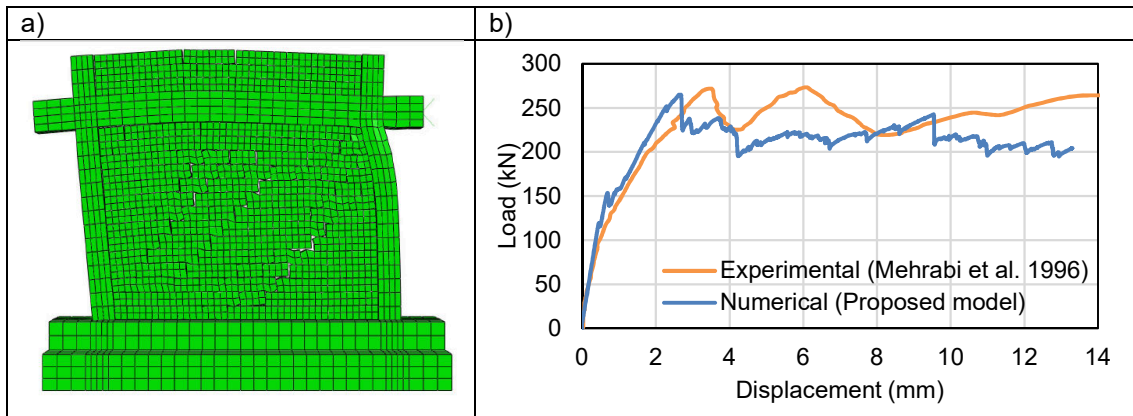 a)
b)
300
250
200
150
100
50
0
Load (kN)
Experimental (Mehrabi et al. 1996)
Numerical (Proposed model)
0 2 4 6 8 10 12 14
Displacement (mm)